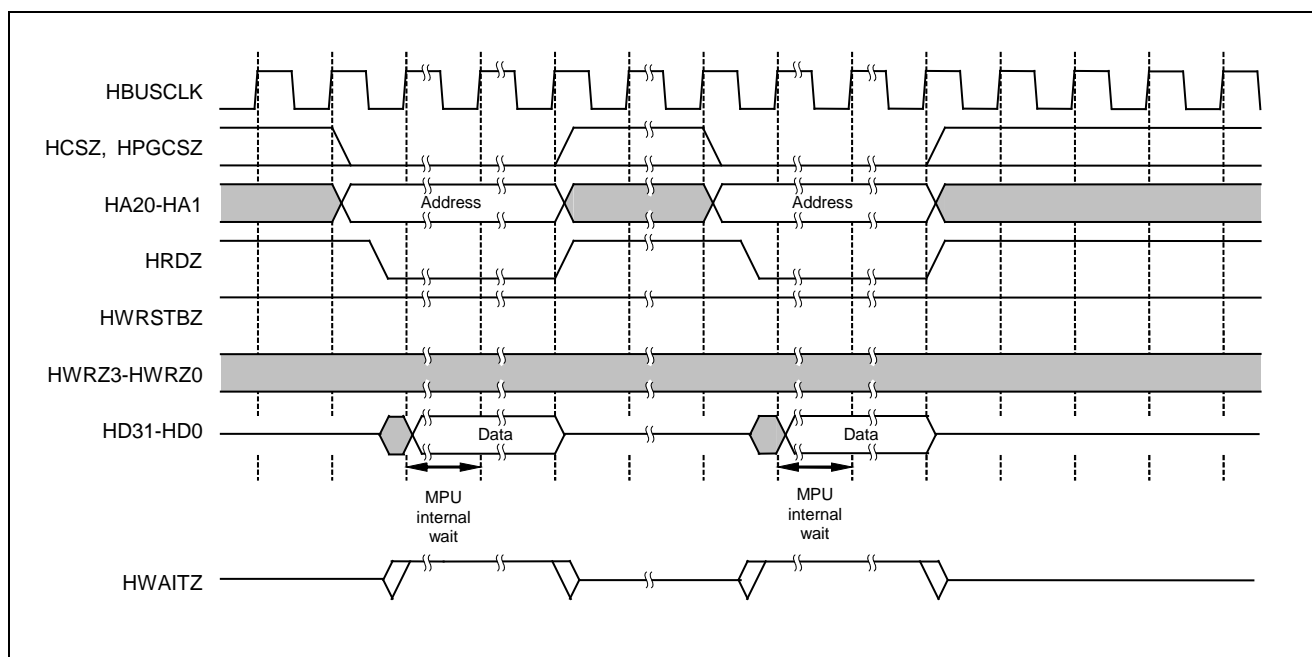 HBUSCLK
HCSZ, HPGCSZ
HA20-HA1
Address
Address
HRDZ
HWRSTBZ
HWRZ3-HWRZ0
HD31-HD0
Data
Data
MPU
internal
wait
MPU
internal
wait
HWAITZ